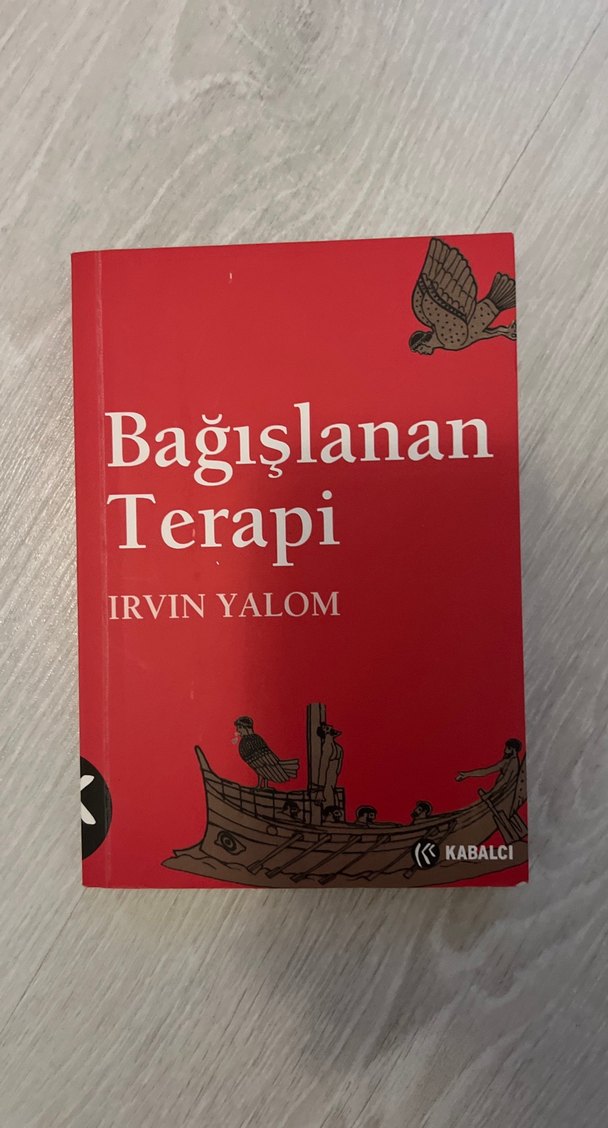 Bağışlanan
Terapi
IRVIN YALOM
KABALCI